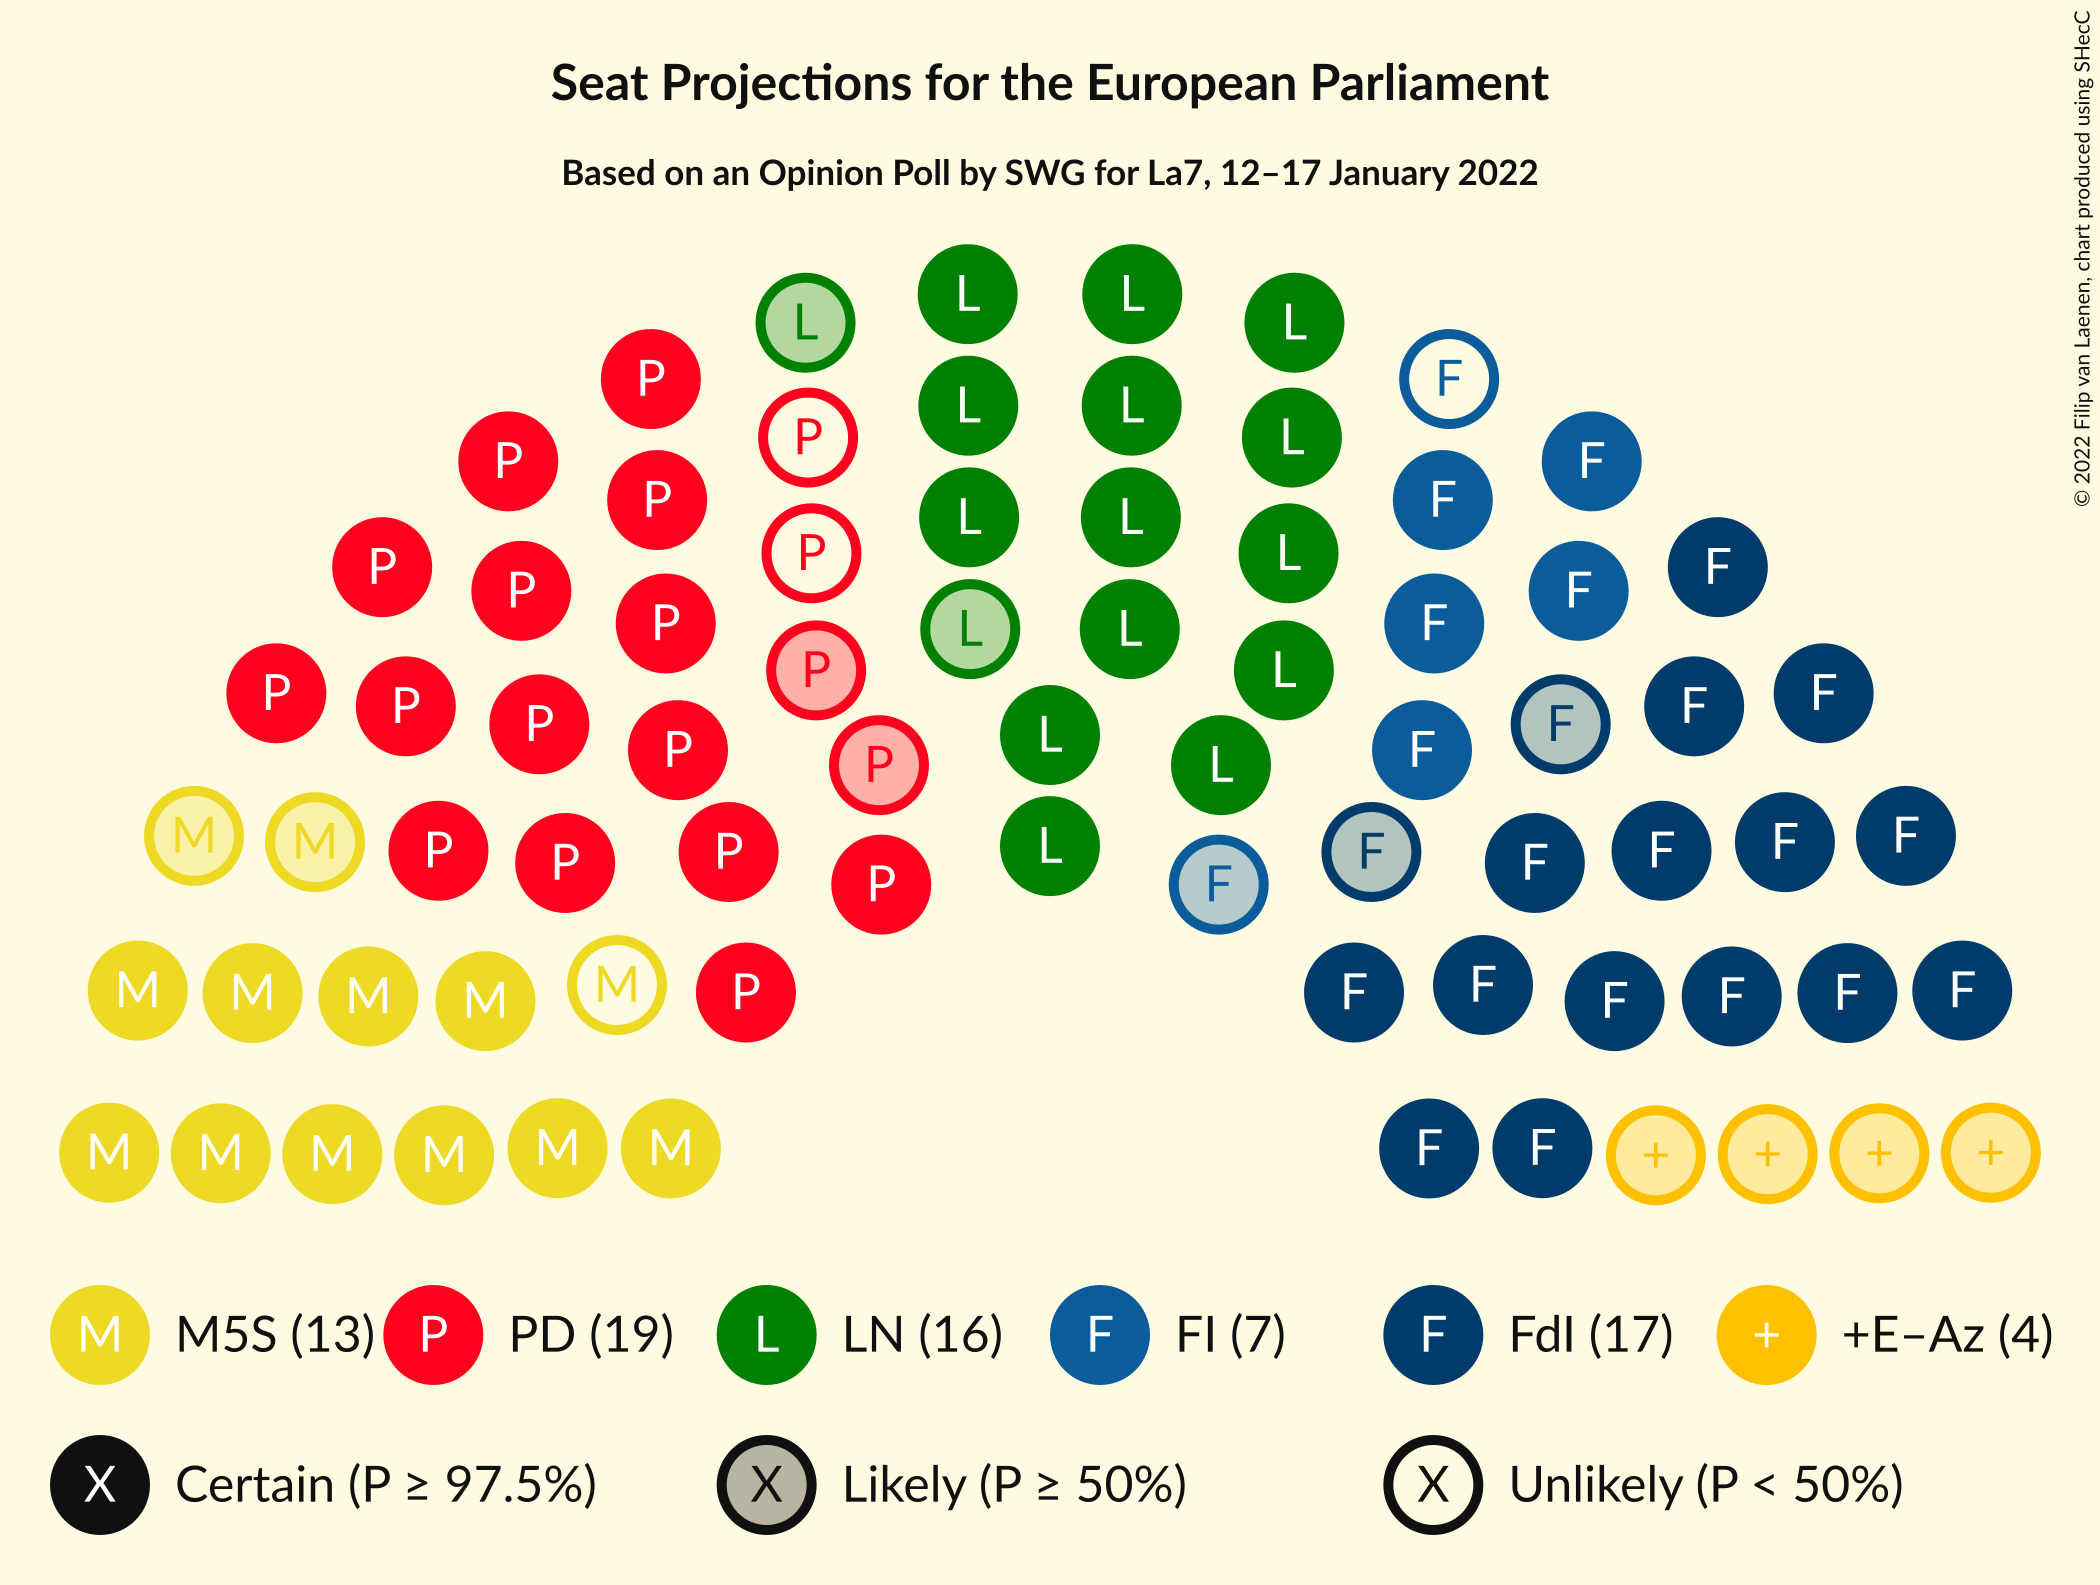 Seat Projections for the European Parliament
Based on an Opinion Poll by SWG for La7, 12–17 January 2022
© 2022 Filip van Laenen, chart produced using SHecC
L L
L L
P F
L L
P P
P F F
P F
L L
P L
P F
P P F F
P F
L L
P L
P P F F
P P F F
P P F F
L
P L
M M P P P F F F F F
L
P F
M M M M M P F F F F F F
M M M M M M F F + + + +
M M5S (13) P PD (19) L LN (16) F FI (7) F FdI (17) + +E–Az (4)
X Certain (P ≥ 97.5%) X Likely (P ≥ 50%) X Unlikely (P < 50%)